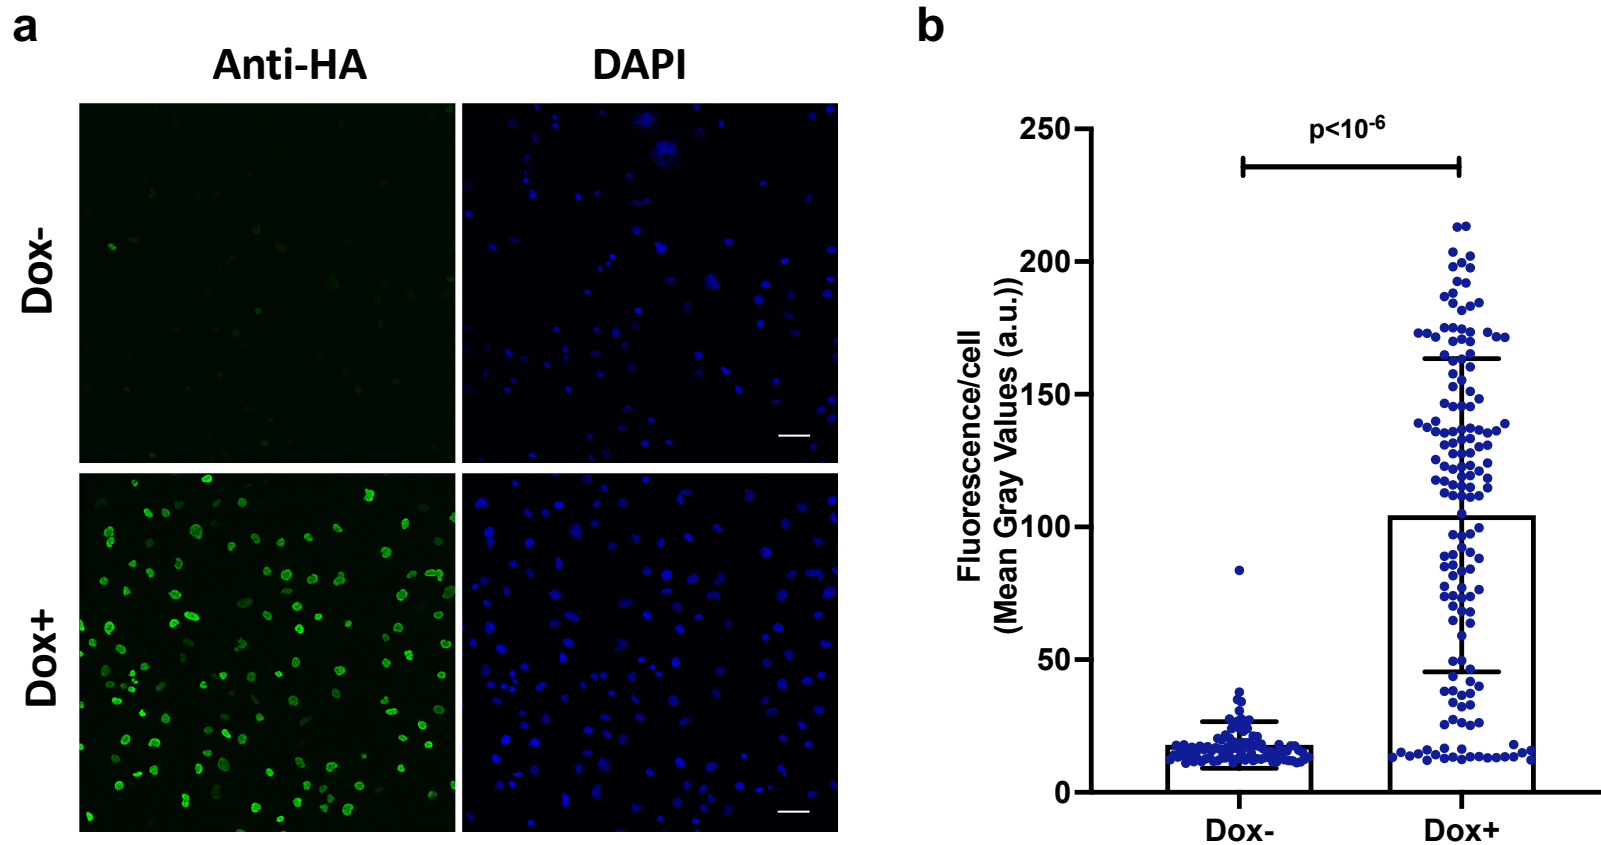 a
Anti-HA
DAPI
Dox-
Dox+
b
p<10⁻⁶
Fluorescence/cell
(Mean Gray Values (a.u.))
250
200
150
100
50
0
Dox-
Dox+